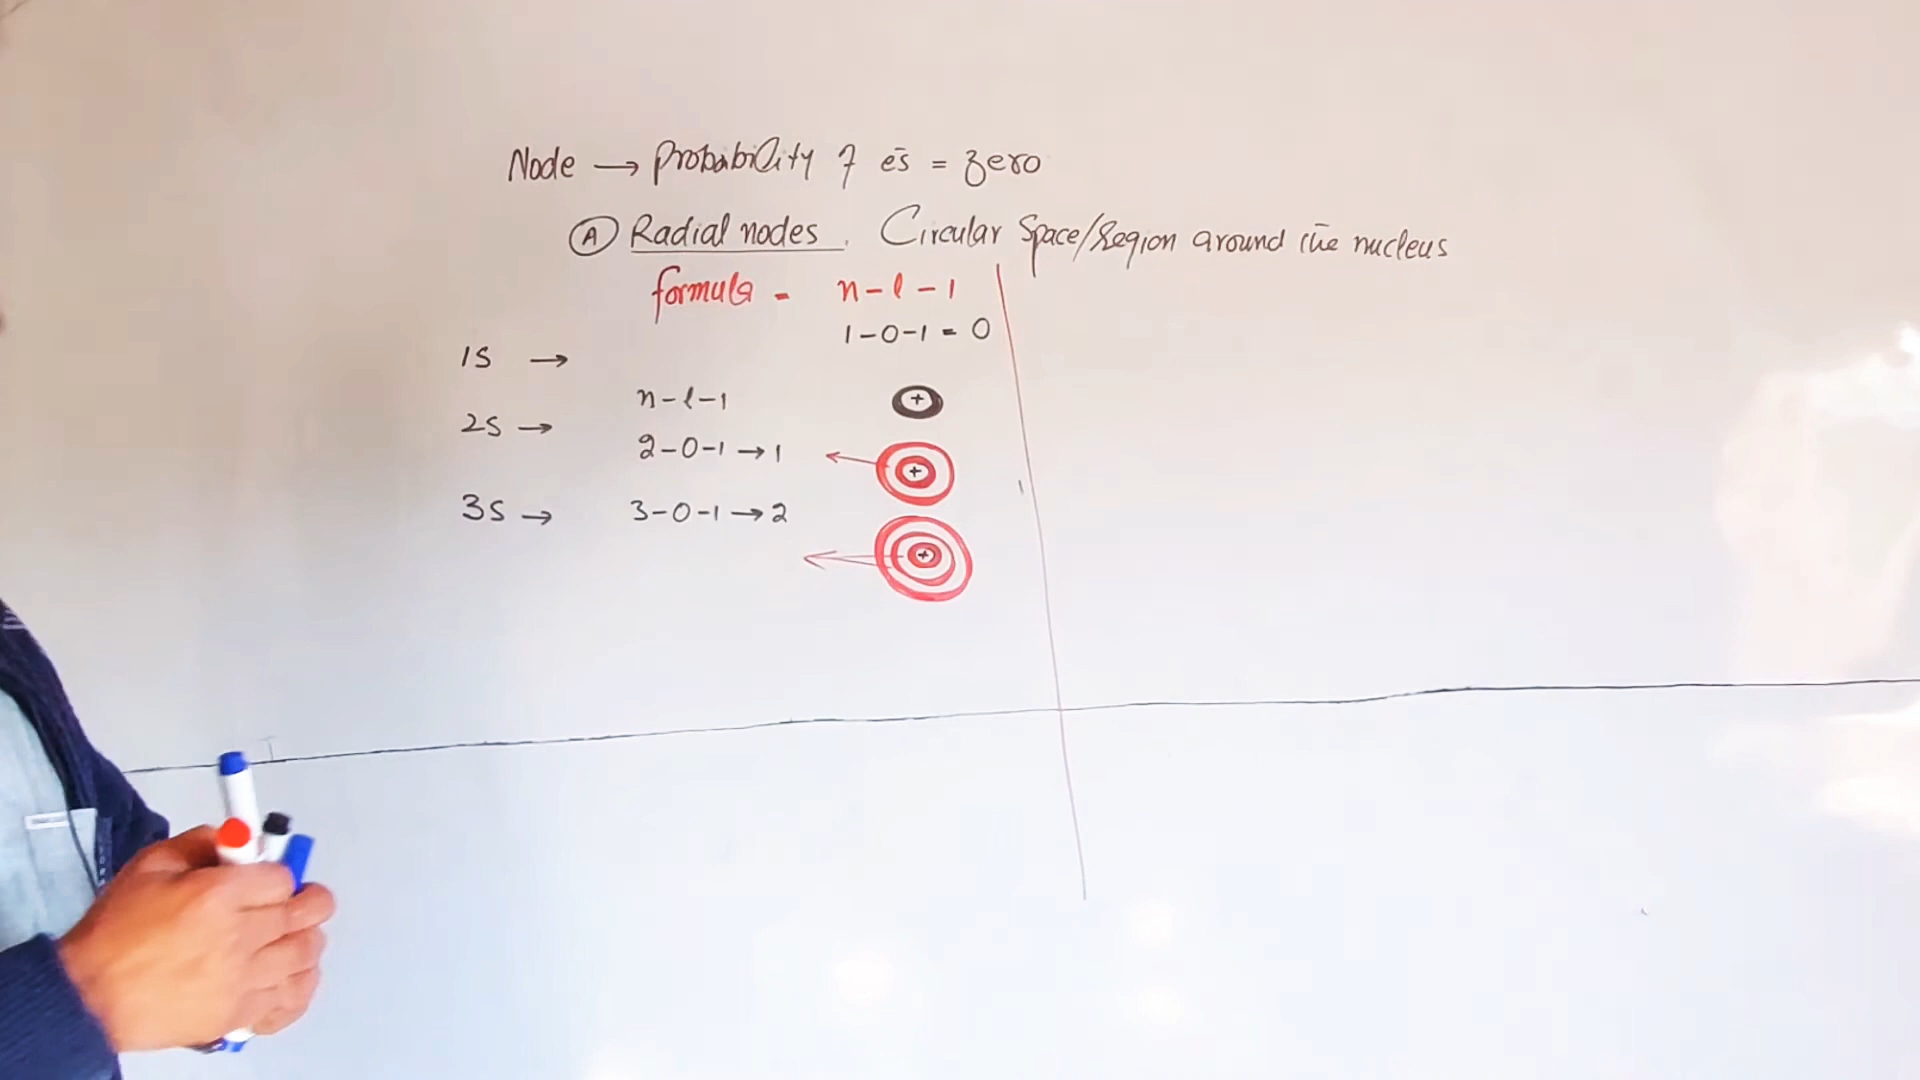 Node → Probability of es = zero
Ⓐ Radial nodes. Circular Space/Region around the nucleus
formula = n-l-1
1-0-1 = 0
1S →
n-l-1
+
2S →
2-0-1 → 1
+
3S → 3-0-1 → 2
+